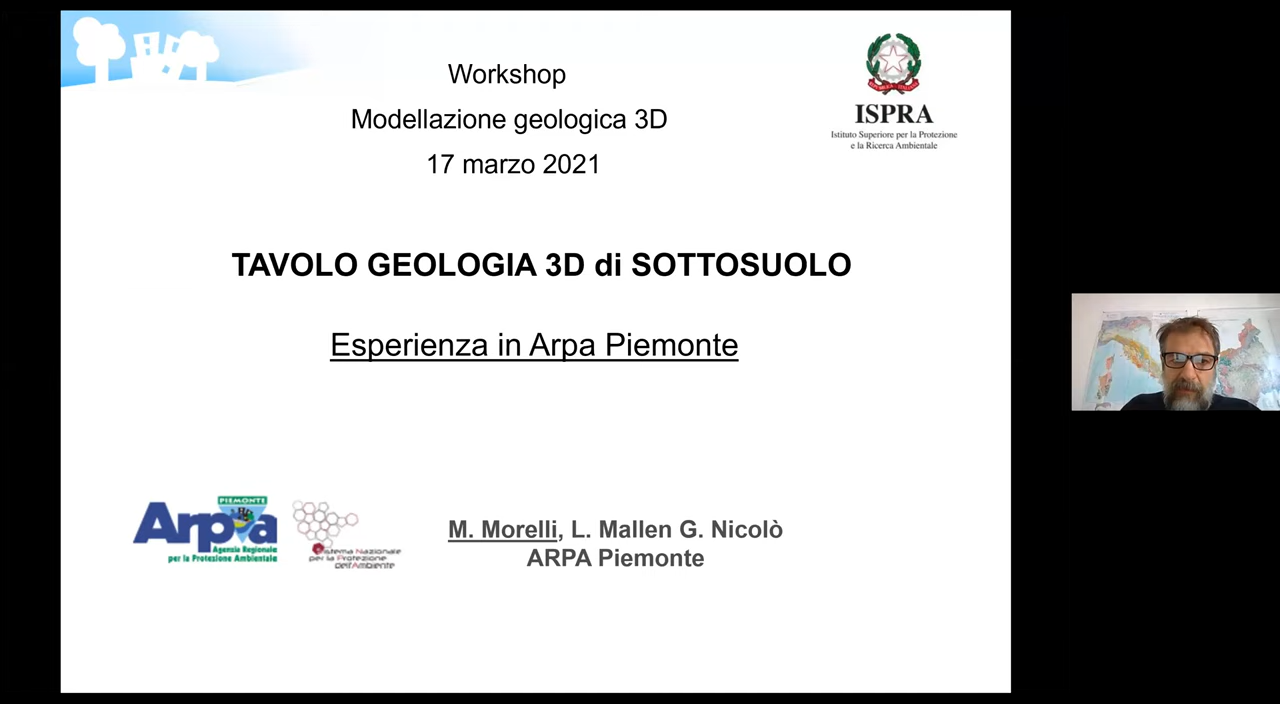 Workshop
Modellazione geologica 3D
17 marzo 2021
ISPRA
Istituto Superiore per la Protezione
e la Ricerca Ambientale
TAVOLO GEOLOGIA 3D di SOTTOSUOLO
Esperienza in Arpa Piemonte
PIEMONTE
Arpa
Agenzia Regionale
per la Protezione Ambientale
Sistema Nazionale
per la Protezione
dell'Ambiente
M. Morelli, L. Mallen G. Nicolò
ARPA Piemonte